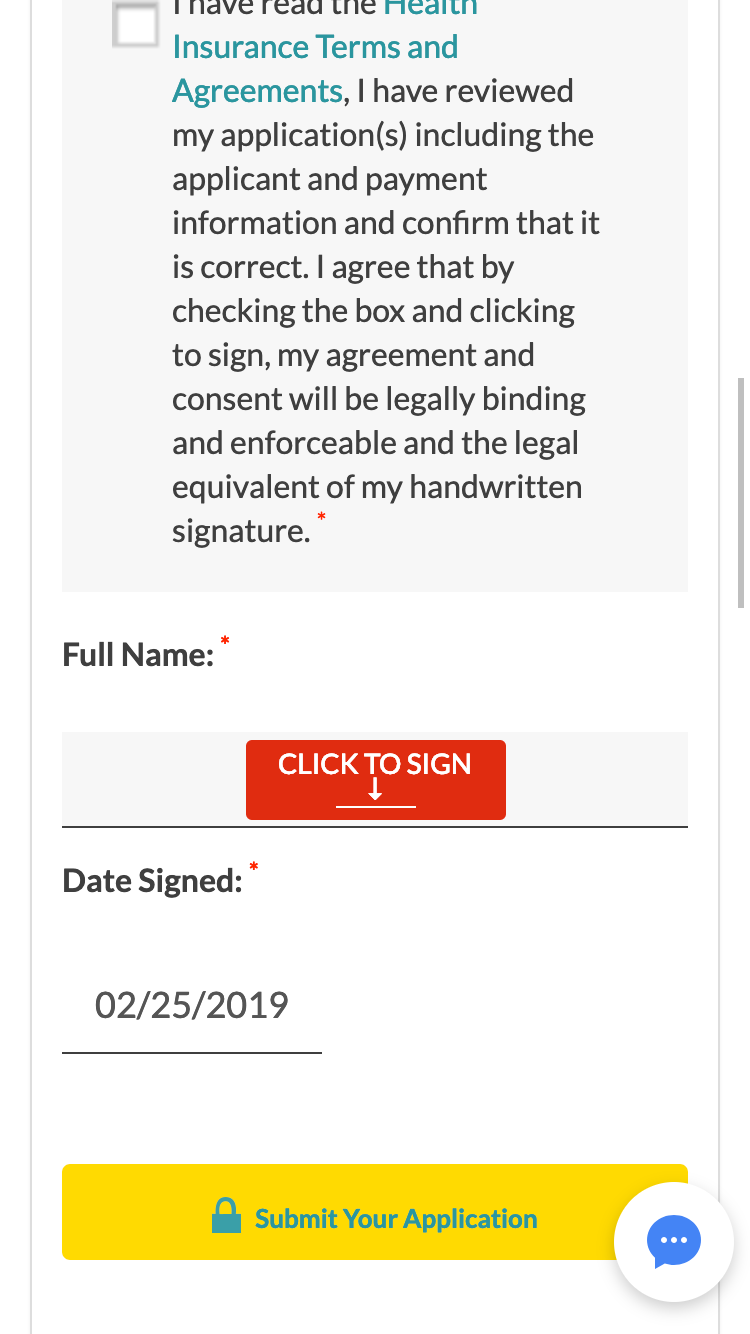 I have read the Health
Insurance Terms and
Agreements, I have reviewed
my application(s) including the
applicant and payment
information and confirm that it
is correct. I agree that by
checking the box and clicking
to sign, my agreement and
consent will be legally binding
and enforceable and the legal
equivalent of my handwritten
signature. *
Full Name: *
CLICK TO SIGN
Date Signed: *
02/25/2019
Submit Your Application